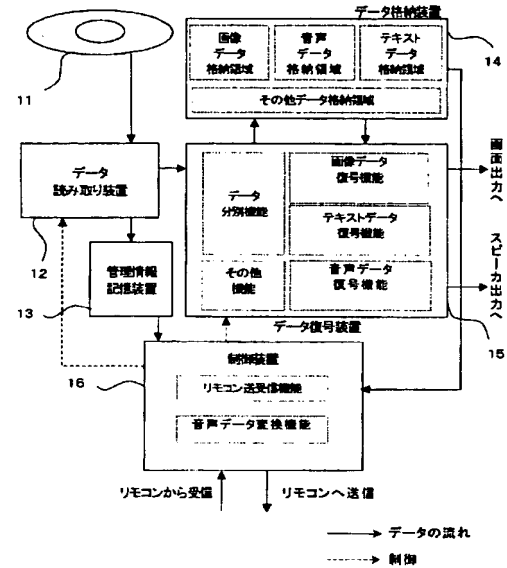 データ格納装置
画像
データ
格納領域
音声
データ
格納領域
テキスト
データ
格納領域
その他データ格納領域
14
11
データ
読み取り装置
12
管理情報
記憶装置
13
データ
分別機能
画像データ
復号機能
テキストデータ
復号機能
その他
機能
音声データ
復号機能
データ復号装置
15
画面出力へ
スピーカ出力へ
制御装置
16
リモコン送受信機能
音声データ変換機能
リモコンから受信
リモコンへ送信
データの流れ
制御